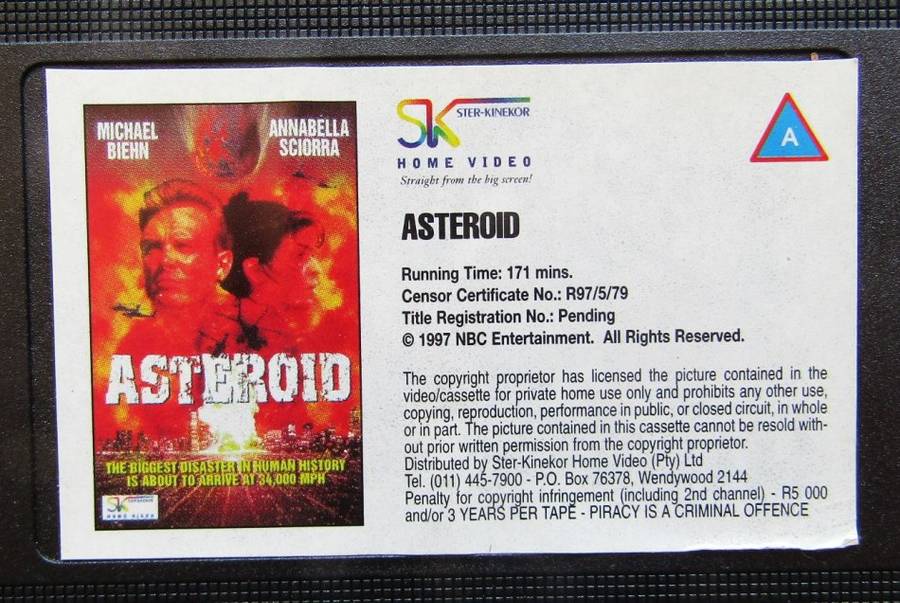 MICHAEL
BIEHN
ANNABELLA
SCIORRA
ASTEROID
THE BIGGEST DISASTER IN HUMAN HISTORY
IS ABOUT TO ARRIVE AT 34,000 MPH
SK
HOME VIDEO
SK STER-KINEKOR
HOME VIDEO
Straight from the big screen!
A
ASTEROID
Running Time: 171 mins.
Censor Certificate No.: R97/5/79
Title Registration No.: Pending
© 1997 NBC Entertainment. All Rights Reserved.
The copyright proprietor has licensed the picture contained in the
video/cassette for private home use only and prohibits any other use,
copying, reproduction, performance in public, or closed circuit, in whole
or in part. The picture contained in this cassette cannot be resold with-
out prior written permission from the copyright proprietor.
Distributed by Ster-Kinekor Home Video (Pty) Ltd
Tel. (011) 445-7900 - P.O. Box 76378, Wendywood 2144
Penalty for copyright infringement (including 2nd channel) - R5 000
and/or 3 YEARS PER TAPE - PIRACY IS A CRIMINAL OFFENCE